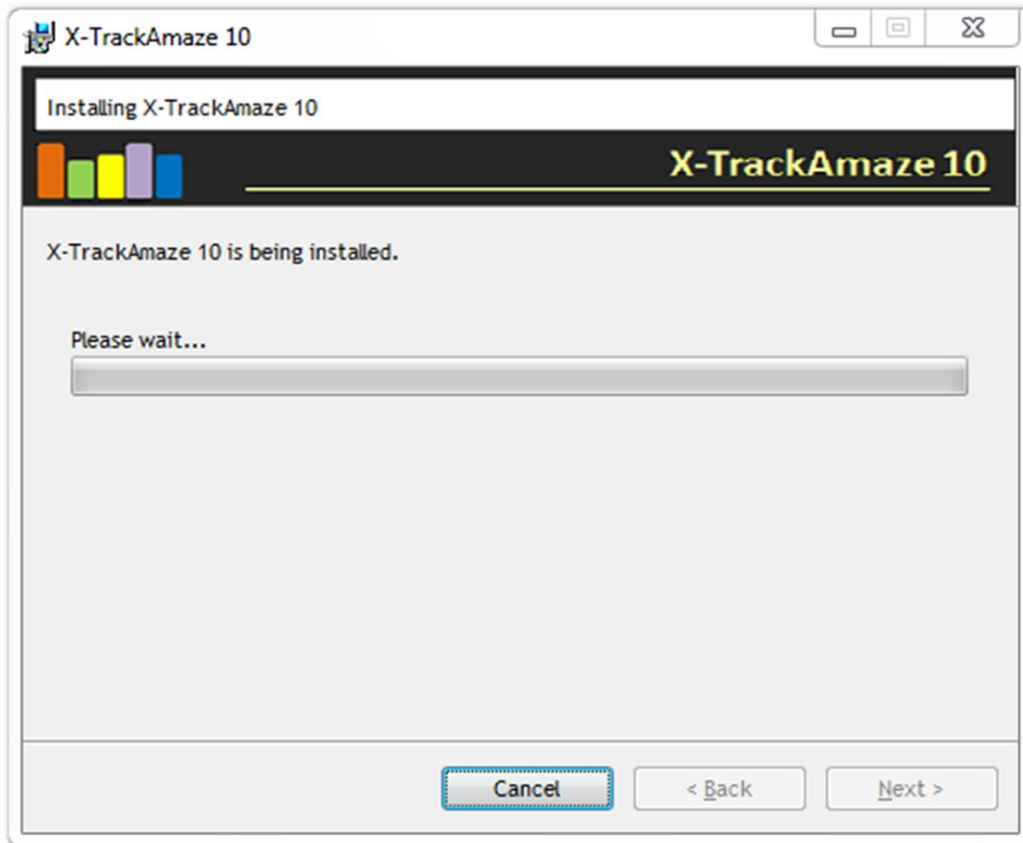 X-TrackAmaze 10
Installing X-TrackAmaze 10
X-TrackAmaze 10
X-TrackAmaze 10 is being installed.
Please wait...
Cancel
< Back
Next >